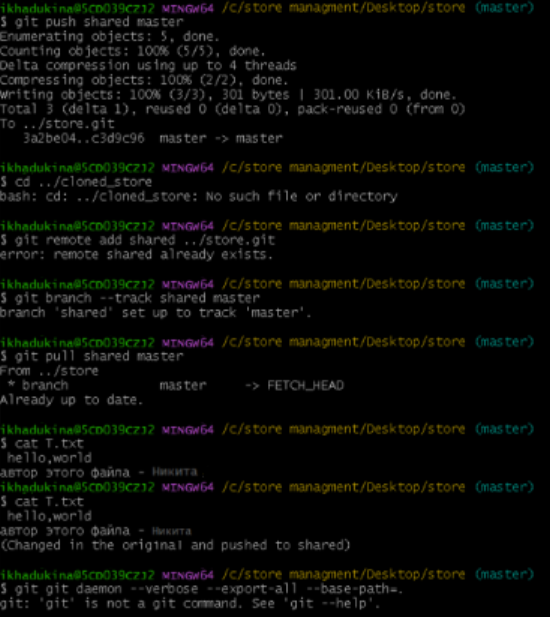 ikhadukina@5CD039CZJ2 MINGW64 /c/store managment/Desktop/store (master)
$ git push shared master
Enumerating objects: 5, done.
Counting objects: 100% (5/5), done.
Delta compression using up to 4 threads
Compressing objects: 100% (2/2), done.
Writing objects: 100% (3/3), 301 bytes | 301.00 KiB/s, done.
Total 3 (delta 1), reused 0 (delta 0), pack-reused 0 (from 0)
To ../store.git
   3a2be04..c3d9c96  master -> master
ikhadukina@5CD039CZJ2 MINGW64 /c/store managment/Desktop/store (master)
$ cd ../cloned_store
bash: cd: ../cloned_store: No such file or directory
ikhadukina@5CD039CZJ2 MINGW64 /c/store managment/Desktop/store (master)
$ git remote add shared ../store.git
error: remote shared already exists.
ikhadukina@5CD039CZJ2 MINGW64 /c/store managment/Desktop/store (master)
$ git branch --track shared master
branch 'shared' set up to track 'master'.
ikhadukina@5CD039CZJ2 MINGW64 /c/store managment/Desktop/store (master)
$ git pull shared master
From ../store
 * branch            master     -> FETCH_HEAD
Already up to date.
ikhadukina@5CD039CZJ2 MINGW64 /c/store managment/Desktop/store (master)
$ cat T.txt
 hello,world
автор этого файла - Никита
ikhadukina@5CD039CZJ2 MINGW64 /c/store managment/Desktop/store (master)
$ cat T.txt
 hello,world
автор этого файла - Никита
(Changed in the original and pushed to shared)
ikhadukina@5CD039CZJ2 MINGW64 /c/store managment/Desktop/store (master)
$ git git daemon --verbose --export-all --base-path=.
git: 'git' is not a git command. See 'git --help'.